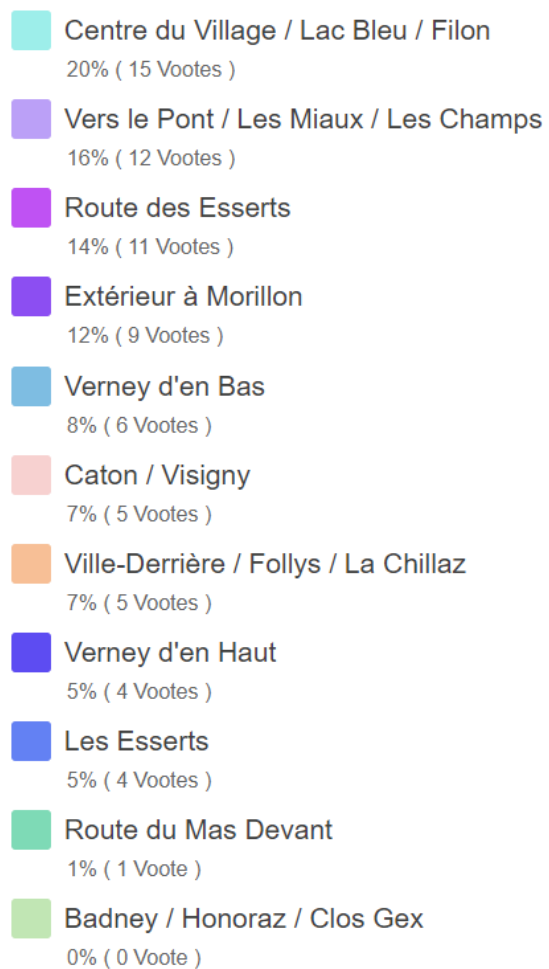 Centre du Village / Lac Bleu / Filon
20% ( 15 Vootes )
Vers le Pont / Les Miaux / Les Champs
16% ( 12 Vootes )
Route des Esserts
14% ( 11 Vootes )
Extérieur à Morillon
12% ( 9 Vootes )
Verney d'en Bas
8% ( 6 Vootes )
Caton / Visigny
7% ( 5 Vootes )
Ville-Derrière / Follys / La Chillaz
7% ( 5 Vootes )
Verney d'en Haut
5% ( 4 Vootes )
Les Esserts
5% ( 4 Vootes )
Route du Mas Devant
1% ( 1 Voote )
Badney / Honoraz / Clos Gex
0% ( 0 Voote )